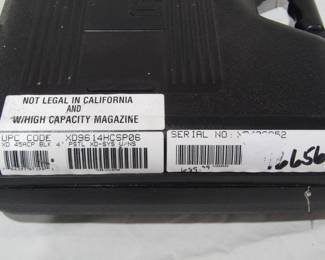 NOT LEGAL IN CALIFORNIA
AND
W/HIGH CAPACITY MAGAZINE
UPC CODE XD9614HCSP06
XD 45ACP BLK 4" PSTL XD-SYS W/NS
SERIAL NO:
16656